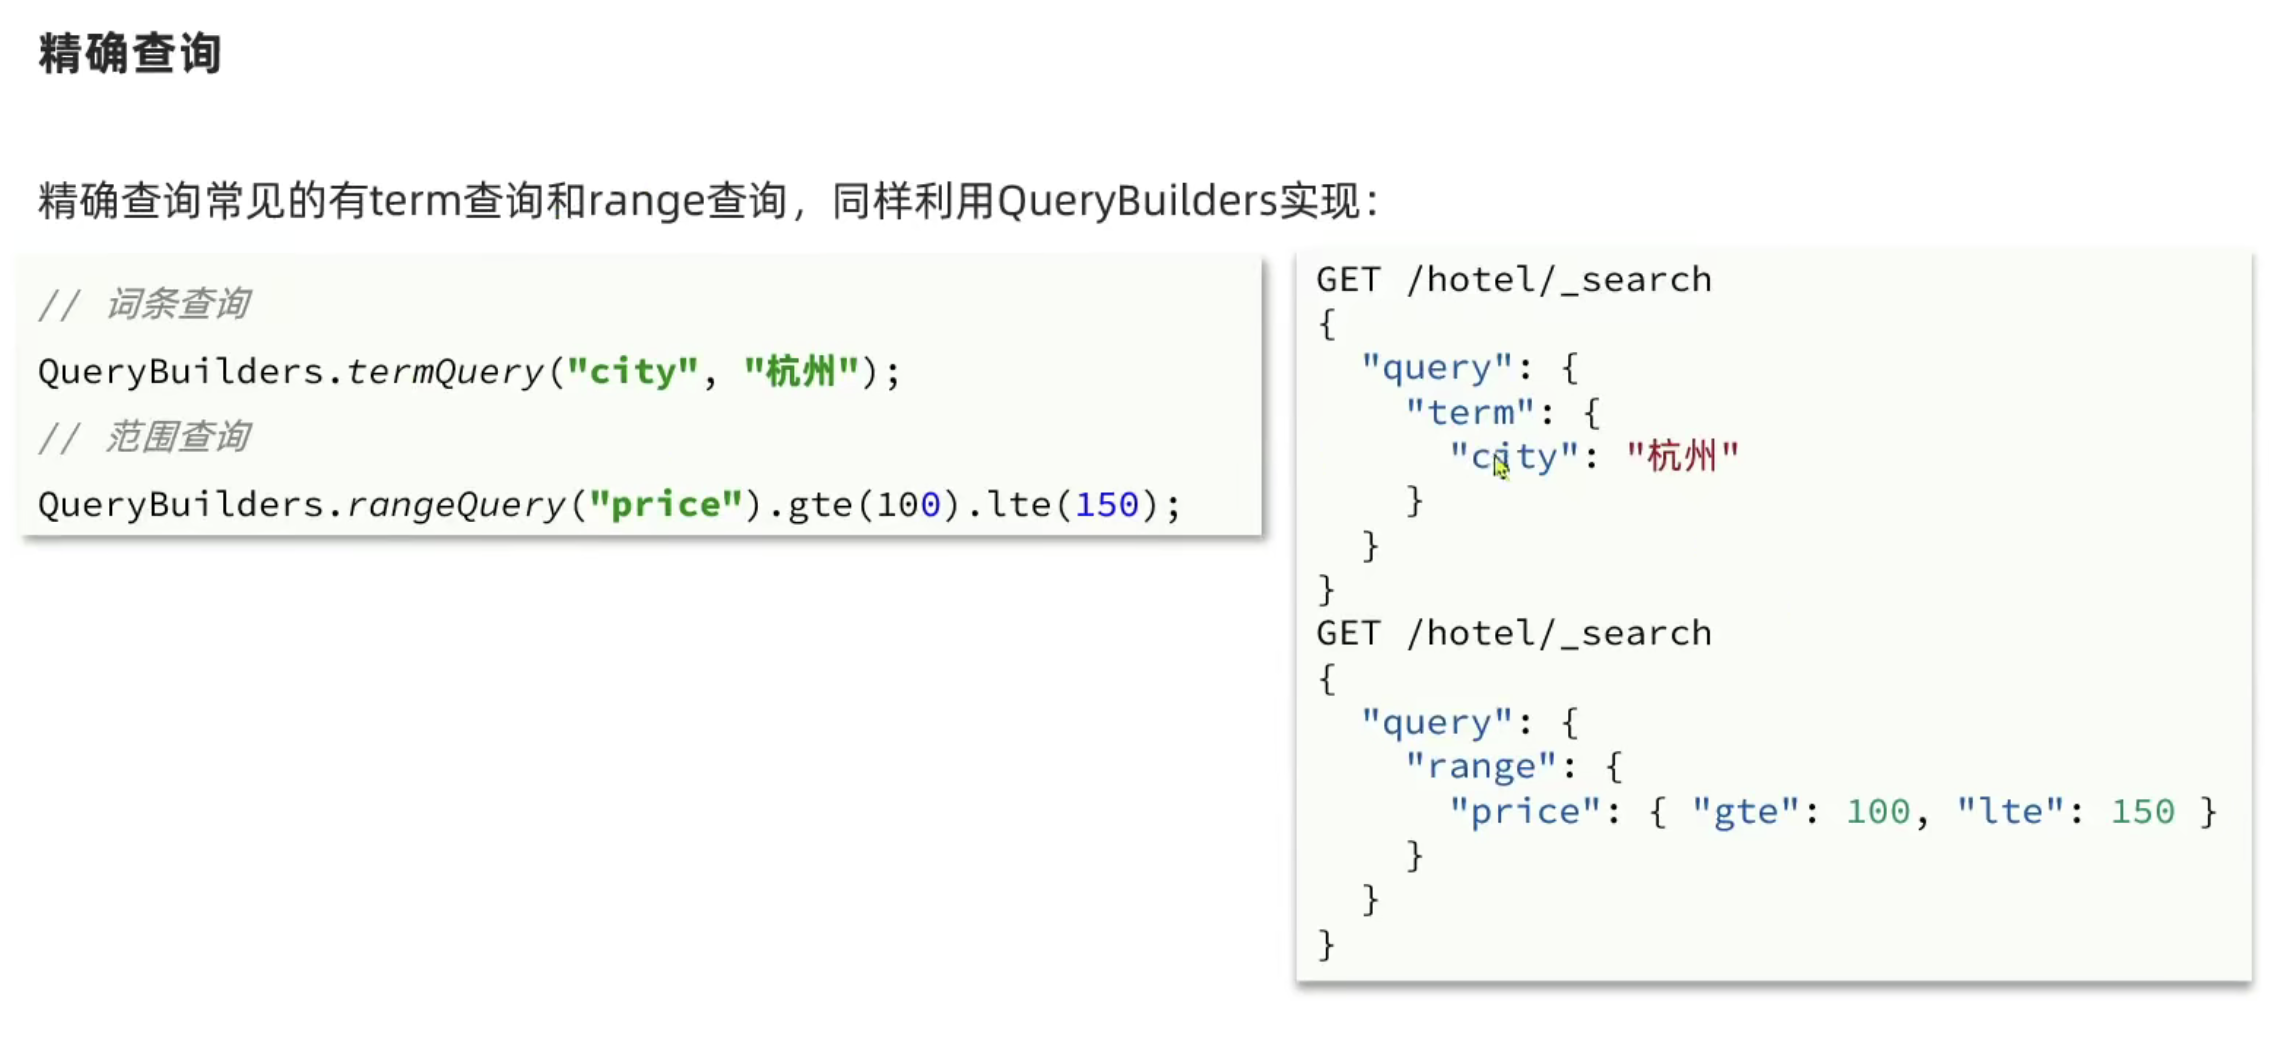 精确查询
精确查询常见的有term查询和range查询，同样利用QueryBuilders实现：
// 词条查询
QueryBuilders.termQuery("city", "杭州");
// 范围查询
QueryBuilders.rangeQuery("price").gte(100).lte(150);
GET /hotel/_search
{
  "query": {
    "term": {
      "city": "杭州"
    }
  }
}
GET /hotel/_search
{
  "query": {
    "range": {
      "price": { "gte": 100, "lte": 150 }
    }
  }
}